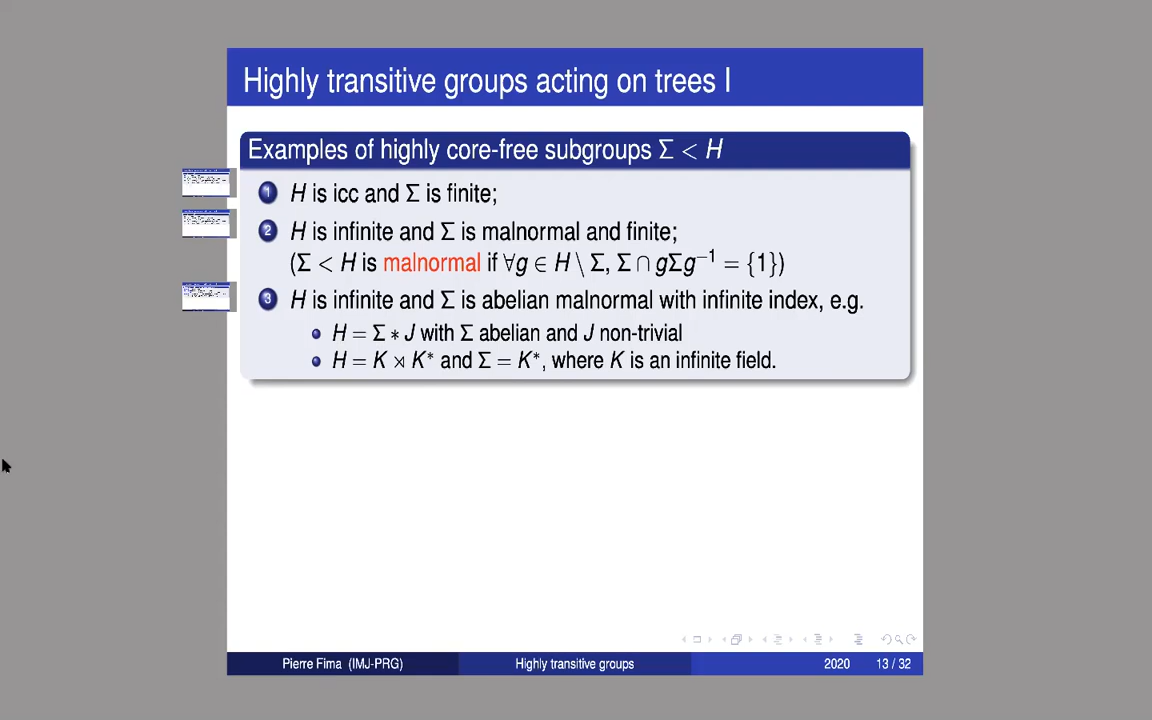 Highly transitive groups acting on trees I
Examples of highly core-free subgroups Σ < H
1 H is icc and Σ is finite;
2 H is infinite and Σ is malnormal and finite;
(Σ < H is malnormal if ∀g ∈ H \ Σ, Σ ∩ gΣg⁻¹ = {1})
3 H is infinite and Σ is abelian malnormal with infinite index, e.g.
H = Σ ∗ J with Σ abelian and J non-trivial
H = K ⋊ K* and Σ = K*, where K is an infinite field.
Pierre Fima (IMJ-PRG) Highly transitive groups 2020 13 / 32